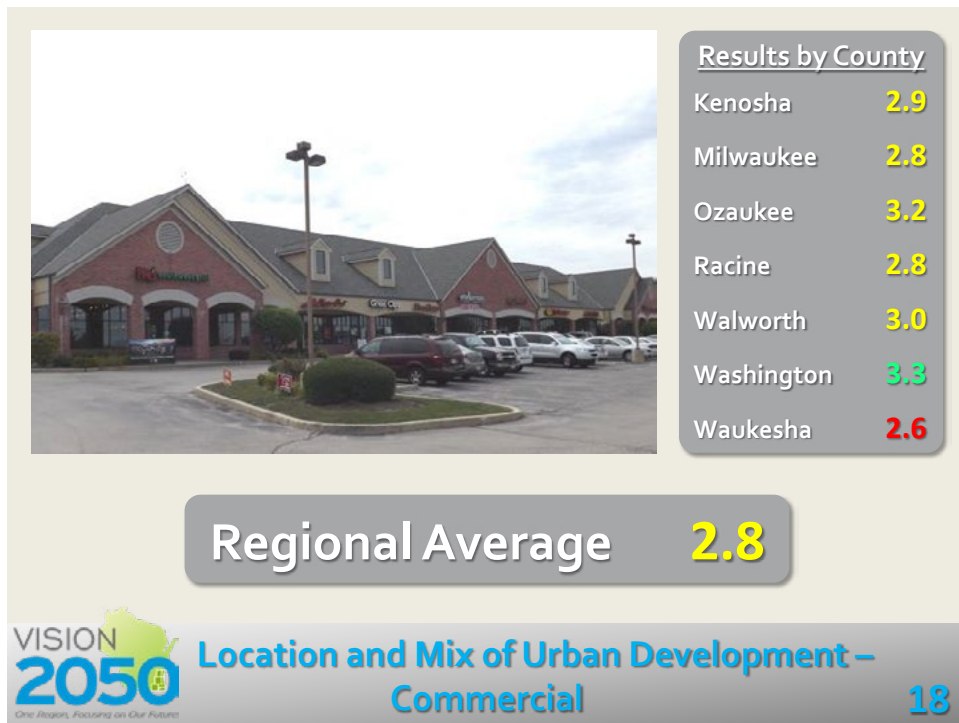 Results by County
Kenosha 2.9
Milwaukee 2.8
Ozaukee 3.2
Racine 2.8
Walworth 3.0
Washington 3.3
Waukesha 2.6
Regional Average 2.8
VISION
2050
One Region, Focusing on Our Future
Location and Mix of Urban Development –
Commercial
18